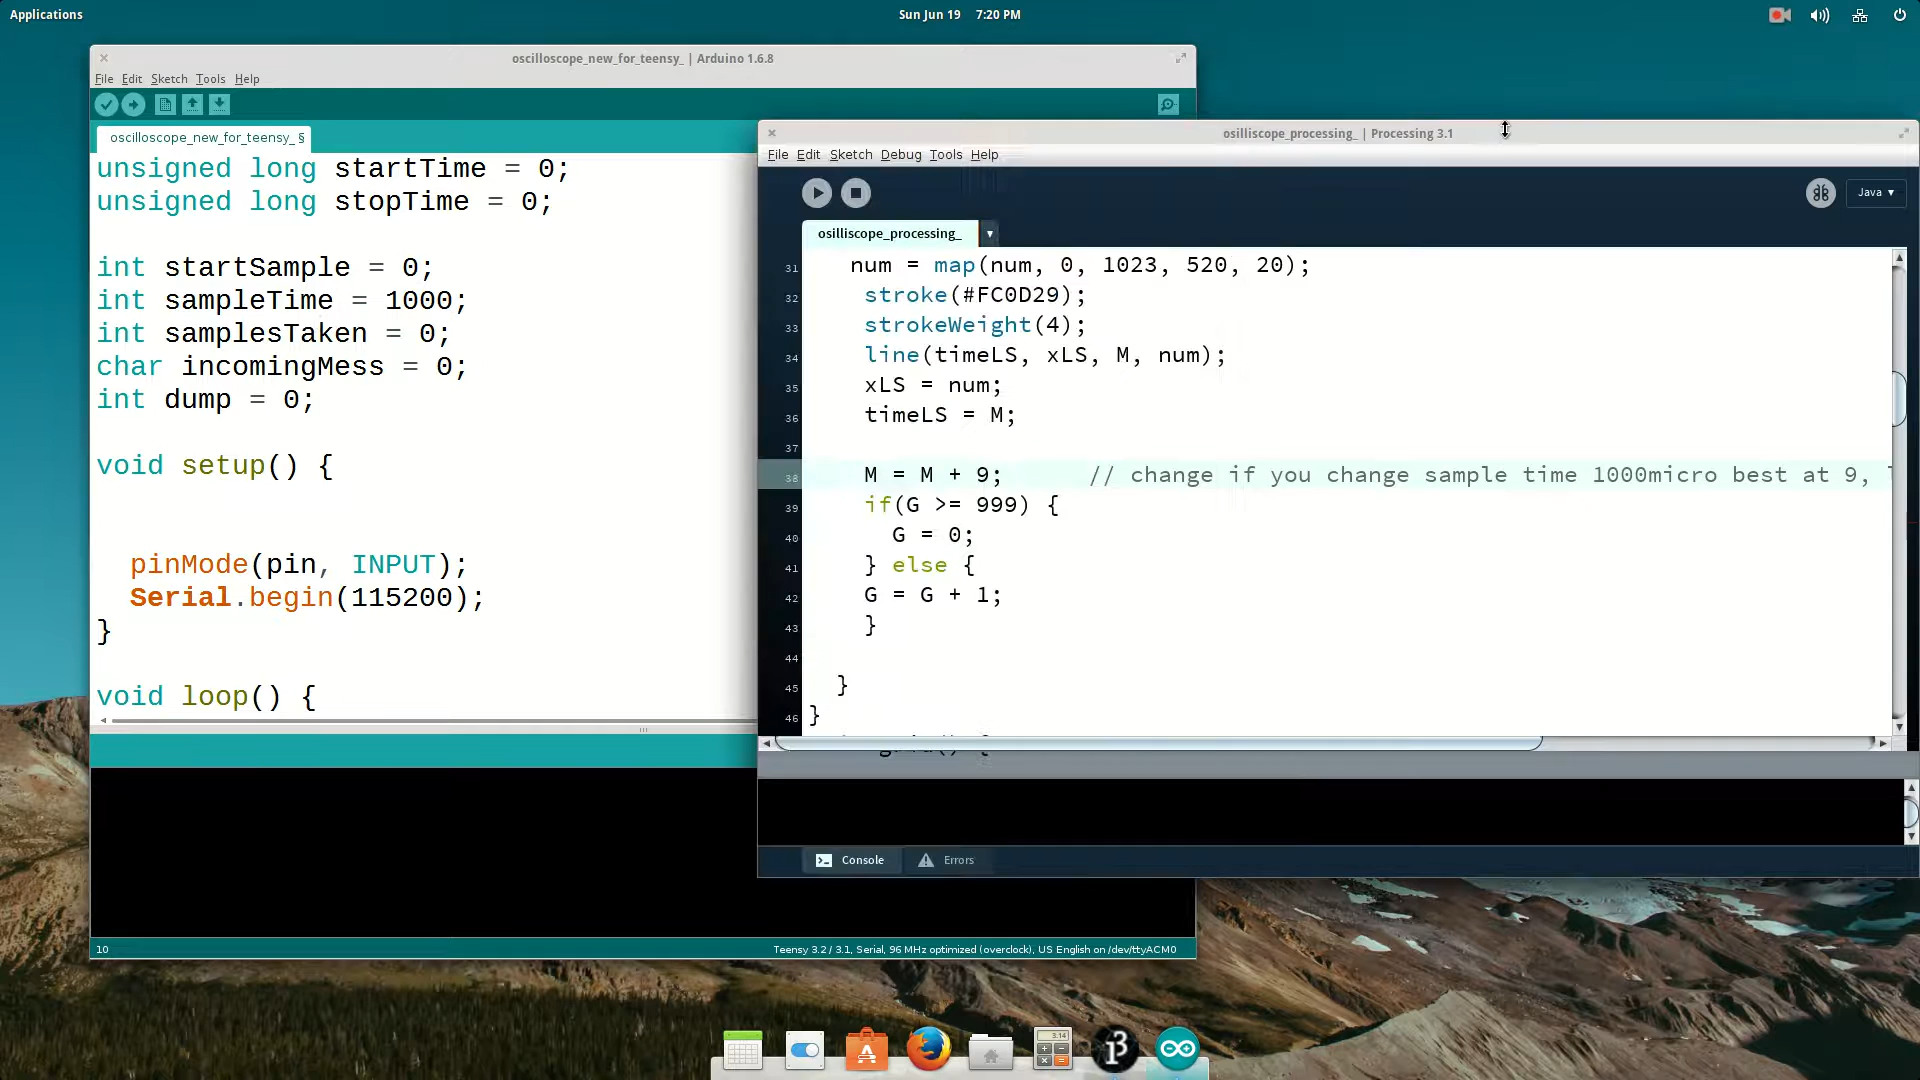 Applications
Sun Jun 19 7:20 PM
oscilloscope_new_for_teensy_ | Arduino 1.6.8
File Edit Sketch Tools Help
oscilloscope_new_for_teensy_ §
unsigned long startTime = 0;
unsigned long stopTime = 0;
int startSample = 0;
int sampleTime = 1000;
int samplesTaken = 0;
char incomingMess = 0;
int dump = 0;
void setup() {
pinMode(pin, INPUT);
Serial.begin(115200);
}
void loop() {
10
Teensy 3.2 / 3.1, Serial, 96 MHz optimized (overclock), US English on /dev/ttyACM0
osilliscope_processing_ | Processing 3.1
File Edit Sketch Debug Tools Help
Java
osilliscope_processing_
31 num = map(num, 0, 1023, 520, 20);
32 stroke(#FC0D29);
33 strokeWeight(4);
34 line(timeLS, xLS, M, num);
35 xLS = num;
36 timeLS = M;
37
38 M = M + 9; // change if you change sample time 1000micro best at 9,
39 if(G >= 999) {
40 G = 0;
41 } else {
42 G = G + 1;
43 }
44
45 }
46 }
Console
Errors
3.14